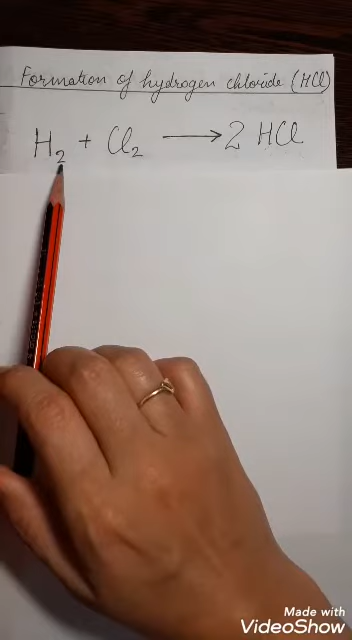 Formation of hydrogen chloride (HCl)
H₂ + Cl₂ ⟶ 2 HCl
Made with
VideoShow